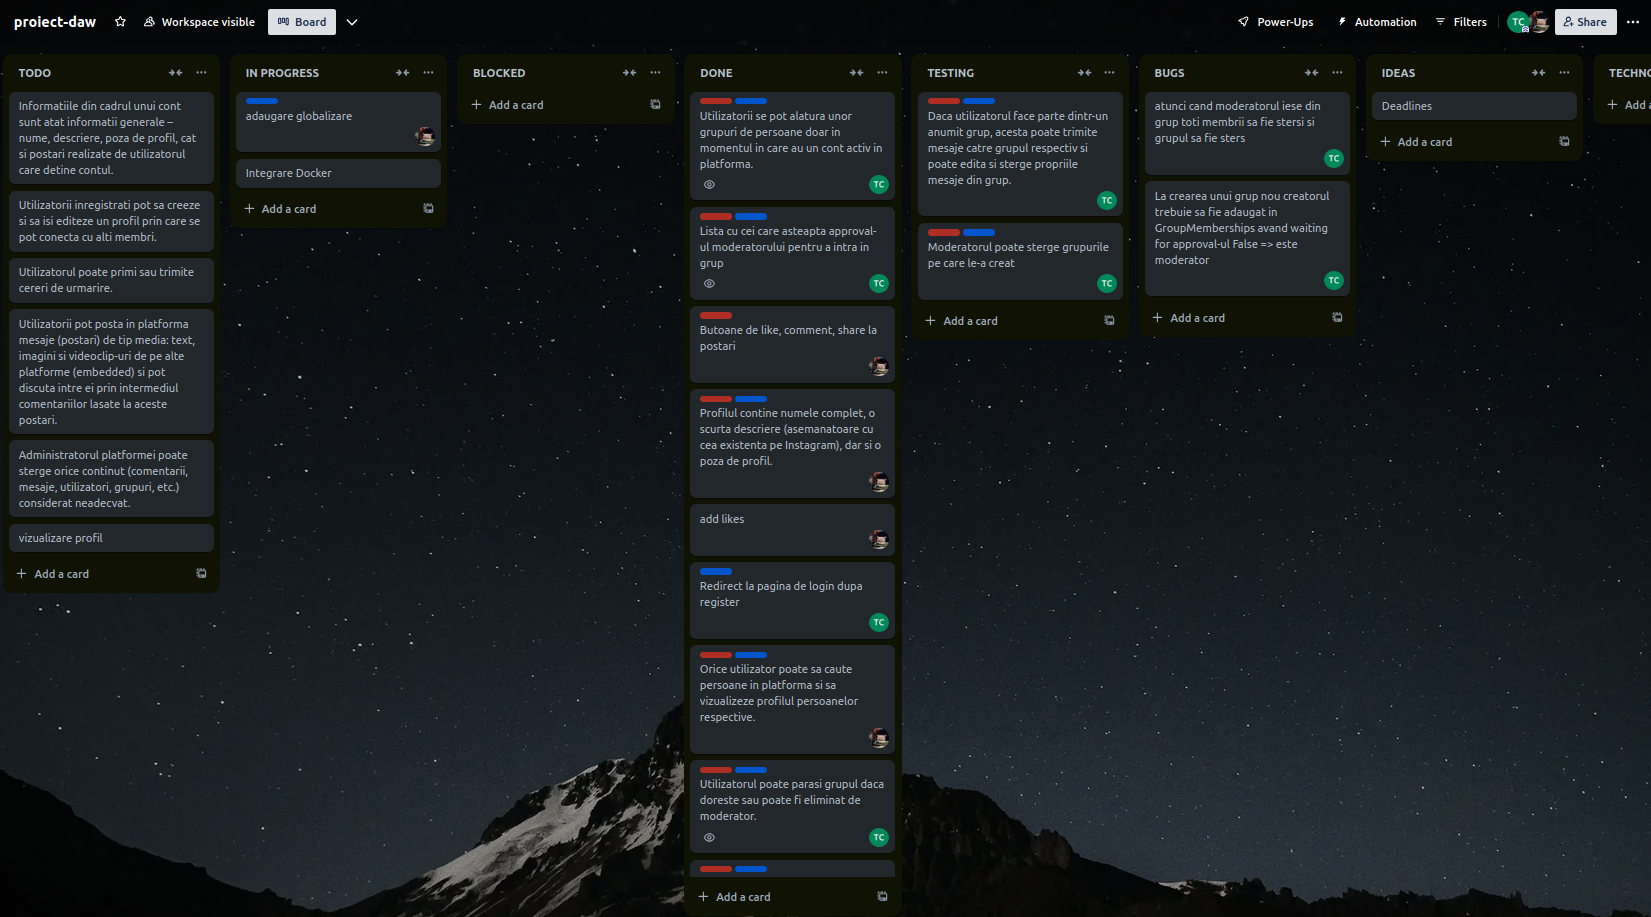 proiect-daw
Workspace visible
Board
Power-Ups
Automation
Filters
TC
Share
TODO
Informatiile din cadrul unui cont
sunt atat informatii generale –
nume, descriere, poza de profil, cat
si postari realizate de utilizatorul
care detine contul.
Utilizatorii inregistrati pot sa creeze
si sa isi editeze un profil prin care se
pot conecta cu alti membri.
Utilizatorul poate primi sau trimite
cereri de urmarire.
Utilizatorii pot posta in platforma
mesaje (postari) de tip media: text,
imagini si videoclip-uri de pe alte
platforme (embedded) si pot
discuta intre ei prin intermediul
comentariilor lasate la aceste
postari.
Administratorul platformei poate
sterge orice continut (comentarii,
mesaje, utilizatori, grupuri, etc.)
considerat neadecvat.
vizualizare profil
+ Add a card
IN PROGRESS
adaugare globalizare
Integrare Docker
+ Add a card
BLOCKED
+ Add a card
DONE
Utilizatorii se pot alatura unor
grupuri de persoane doar in
momentul in care au un cont activ in
platforma.
TC
Lista cu cei care asteapta approval-
ul moderatorului pentru a intra in
grup
TC
Butoane de like, comment, share la
postari
Profilul contine numele complet, o
scurta descriere (asemanatoare cu
cea existenta pe Instagram), dar si o
poza de profil.
add likes
Redirect la pagina de login dupa
register
TC
Orice utilizator poate sa caute
persoane in platforma si sa
vizualizeze profilul persoanelor
respective.
Utilizatorul poate parasi grupul daca
doreste sau poate fi eliminat de
moderator.
TC
+ Add a card
TESTING
Daca utilizatorul face parte dintr-un
anumit grup, acesta poate trimite
mesaje catre grupul respectiv si
poate edita si sterge propriile
mesaje din grup.
TC
Moderatorul poate sterge grupurile
pe care le-a creat
TC
+ Add a card
BUGS
atunci cand moderatorul iese din
grup toti membrii sa fie stersi si
grupul sa fie sters
TC
La crearea unui grup nou creatorul
trebuie sa fie adaugat in
GroupMemberships avand waiting
for approval-ul False => este
moderator
TC
+ Add a card
IDEAS
Deadlines
+ Add a card
TECHNO
+ Add a